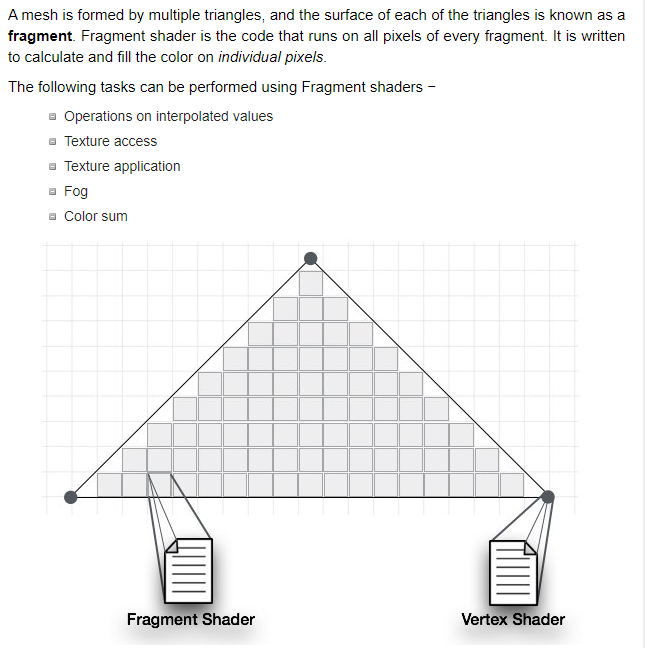 A mesh is formed by multiple triangles, and the surface of each of the triangles is known as a
fragment. Fragment shader is the code that runs on all pixels of every fragment. It is written
to calculate and fill the color on individual pixels.
The following tasks can be performed using Fragment shaders −
Operations on interpolated values
Texture access
Texture application
Fog
Color sum
Fragment Shader
Vertex Shader